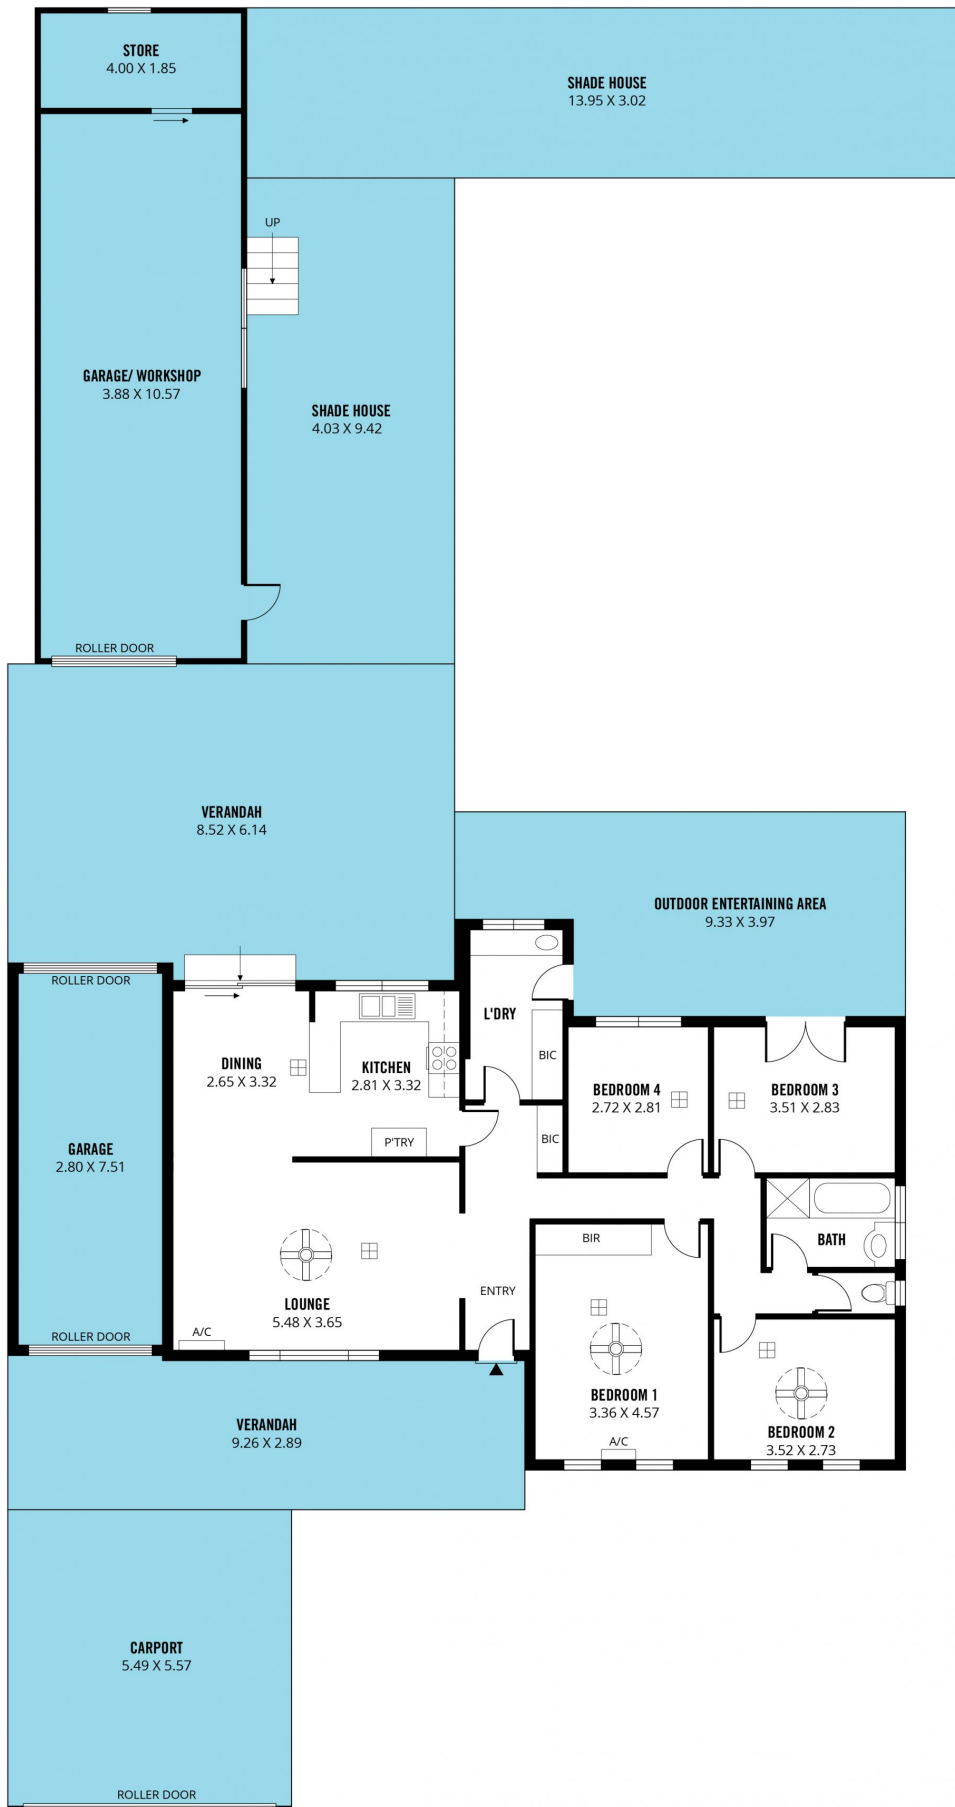 STORE
4.00 X 1.85
SHADE HOUSE
13.95 X 3.02
UP
GARAGE/ WORKSHOP
3.88 X 10.57
SHADE HOUSE
4.03 X 9.42
ROLLER DOOR
VERANDAH
8.52 X 6.14
OUTDOOR ENTERTAINING AREA
9.33 X 3.97
ROLLER DOOR
L'DRY
BIC
DINING
2.65 X 3.32
KITCHEN
2.81 X 3.32
BEDROOM 4
2.72 X 2.81
BEDROOM 3
3.51 X 2.83
P'TRY
BIC
GARAGE
2.80 X 7.51
BIR
BATH
ENTRY
LOUNGE
5.48 X 3.65
A/C
ROLLER DOOR
BEDROOM 1
3.36 X 4.57
A/C
BEDROOM 2
3.52 X 2.73
VERANDAH
9.26 X 2.89
CARPORT
5.49 X 5.57
ROLLER DOOR